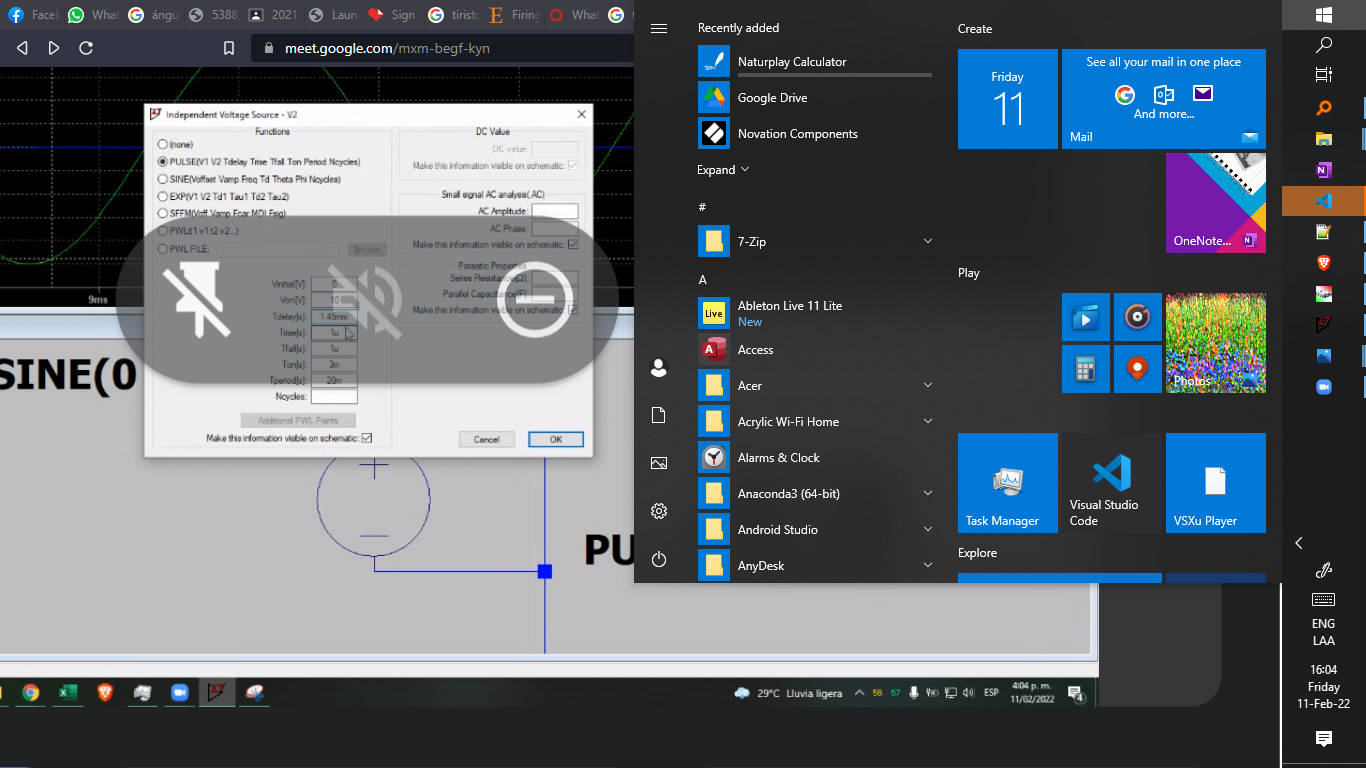 Faceb
What
ángu
5388
2021
Laun
Sign
tiristo
Firing
What
t
meet.google.com/mxm-begf-kyn
Independent Voltage Source - V2
Functions
(none)
PULSE(V1 V2 Tdelay Trise Tfall Ton Period Ncycles)
SINE(Voffset Vamp Freq Td Theta Phi Ncycles)
EXP(V1 V2 Td1 Tau1 Td2 Tau2)
SFFM(Voff Vamp Fcar MDI Fsig)
PWL(t1 v1 t2 v2...)
PWL FILE:
Browse
Vinitial[V]: 0
Von[V]: 10
Tdelay[s]: 1.45mm
Trise[s]: 1u
Tfall[s]: 1u
Ton[s]: 3m
Tperiod[s]: 20m
Ncycles:
Additional PWL Points
Make this information visible on schematic:
DC Value
DC value:
Make this information visible on schematic:
Small signal AC analysis(.AC)
AC Amplitude:
AC Phase:
Make this information visible on schematic:
Parasitic Properties
Series Resistance[Ω]:
Parallel Capacitance[F]:
Make this information visible on schematic:
Cancel
OK
9ms
SINE(0
PU
29°C Lluvia ligera
58
57
ESP
4:04 p. m.
11/02/2022
4
Recently added
Naturplay Calculator
Google Drive
Novation Components
Expand
#
7-Zip
A
Live
Ableton Live 11 Lite
New
Access
Acer
Acrylic Wi-Fi Home
Alarms & Clock
Anaconda3 (64-bit)
Android Studio
AnyDesk
Create
Friday
11
See all your mail in one place
And more...
Mail
OneNote...
Play
Photos
Task Manager
Visual Studio
Code
VSXu Player
Explore
ENG
LAA
16:04
Friday
11-Feb-22